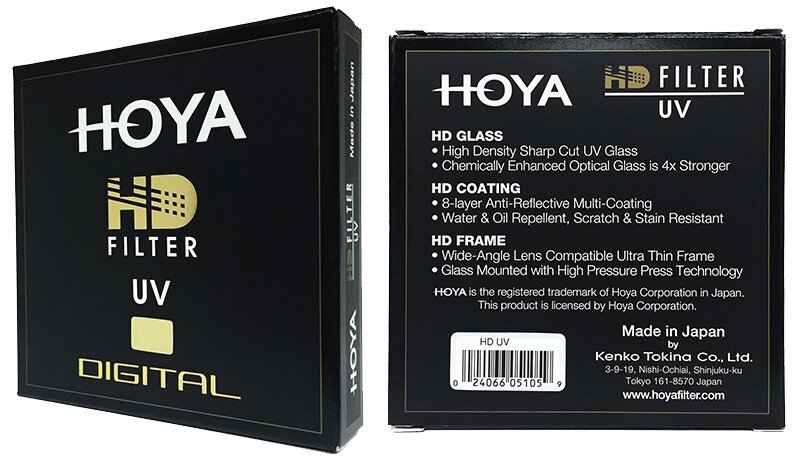 HOYA
HD
FILTER
UV
DIGITAL
Made in Japan
HD FILTER
UV
HOYA
HOYA
HD FILTER
UV
HD GLASS
• High Density Sharp Cut UV Glass
• Chemically Enhanced Optical Glass is 4x Stronger
HD COATING
• 8-layer Anti-Reflective Multi-Coating
• Water & Oil Repellent, Scratch & Stain Resistant
HD FRAME
• Wide-Angle Lens Compatible Ultra Thin Frame
• Glass Mounted with High Pressure Press Technology
HOYA is the registered trademark of Hoya Corporation in Japan.
This product is licensed by Hoya Corporation.
HD UV
0 24066 05105 9
Made in Japan
by
Kenko Tokina Co., Ltd.
3-9-19, Nishi-Ochiai, Shinjuku-ku
Tokyo 161-8570 Japan
www.hoyafilter.com